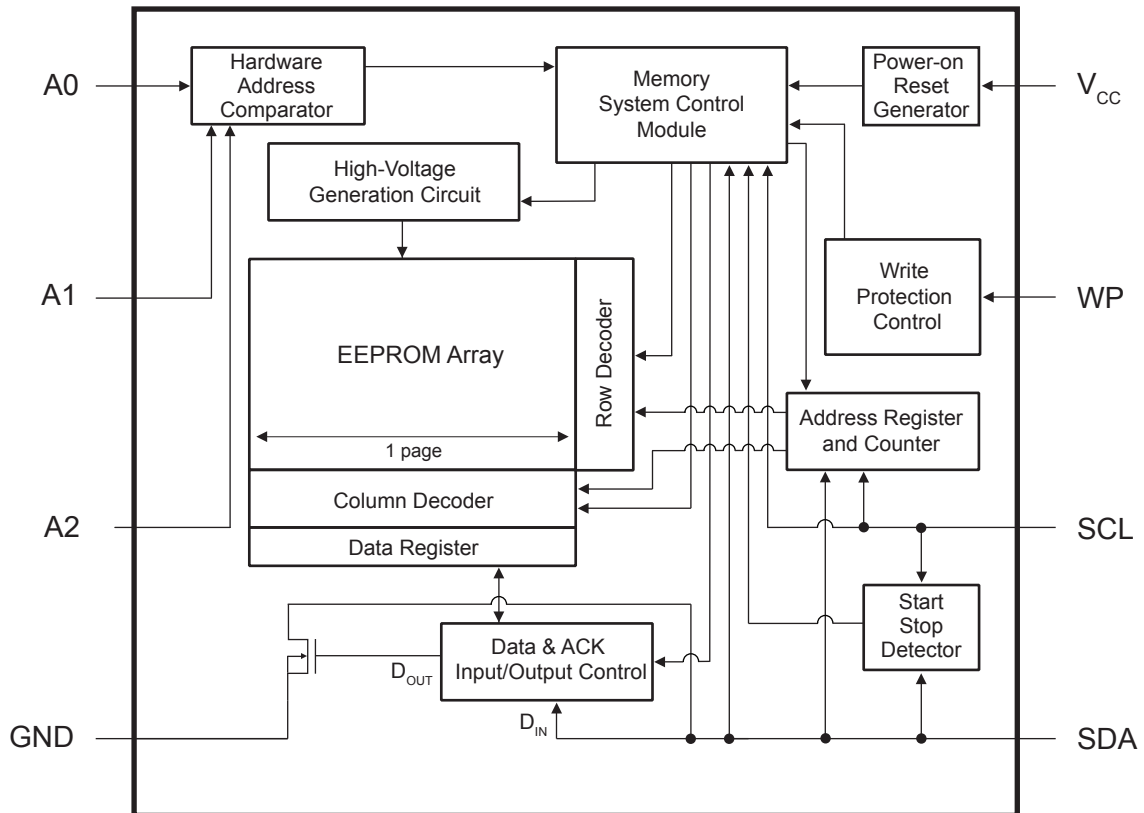 A0
Hardware
Address
Comparator
Memory
System Control
Module
Power-on
Reset
Generator
VCC
High-Voltage
Generation Circuit
A1
EEPROM Array
1 page
Row Decoder
Write
Protection
Control
WP
Address Register
and Counter
Column Decoder
Data Register
A2
SCL
Start
Stop
Detector
Data & ACK
Input/Output Control
DOUT
DIN
GND
SDA